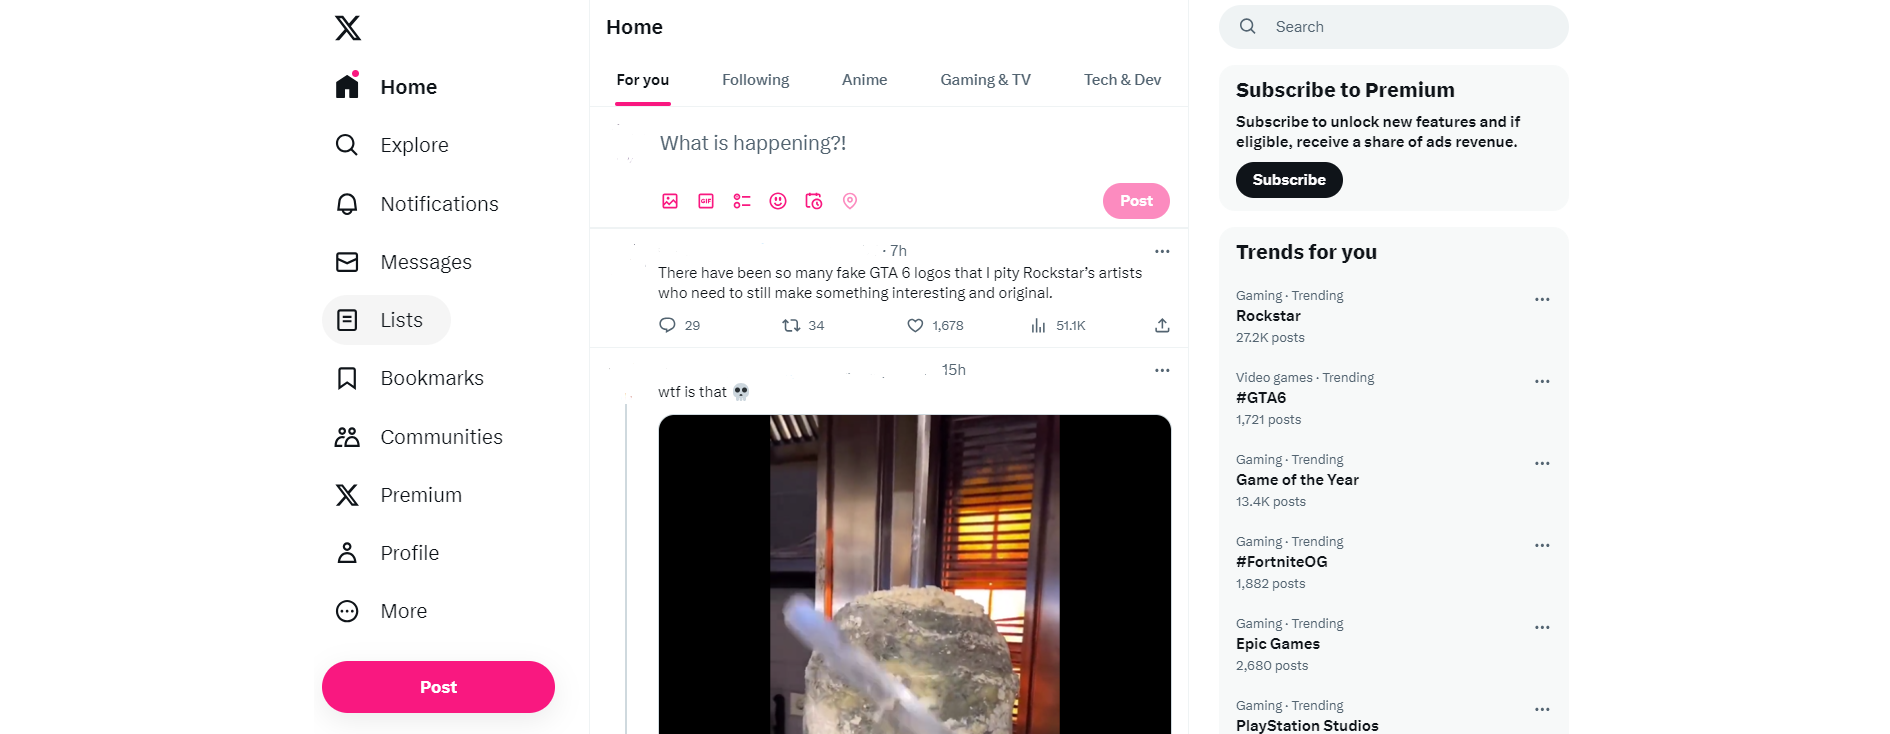 Home
Explore
Notifications
Messages
Lists
Bookmarks
Communities
Premium
Profile
More
Post
Home
For you
Following
Anime
Gaming & TV
Tech & Dev
What is happening?!
GIF
Post
· 7h
There have been so many fake GTA 6 logos that I pity Rockstar’s artists
who need to still make something interesting and original.
29
34
1,678
51.1K
15h
wtf is that 💀
Search
Subscribe to Premium
Subscribe to unlock new features and if
eligible, receive a share of ads revenue.
Subscribe
Trends for you
Gaming · Trending
Rockstar
27.2K posts
Video games · Trending
#GTA6
1,721 posts
Gaming · Trending
Game of the Year
13.4K posts
Gaming · Trending
#FortniteOG
1,882 posts
Gaming · Trending
Epic Games
2,680 posts
Gaming · Trending
PlayStation Studios